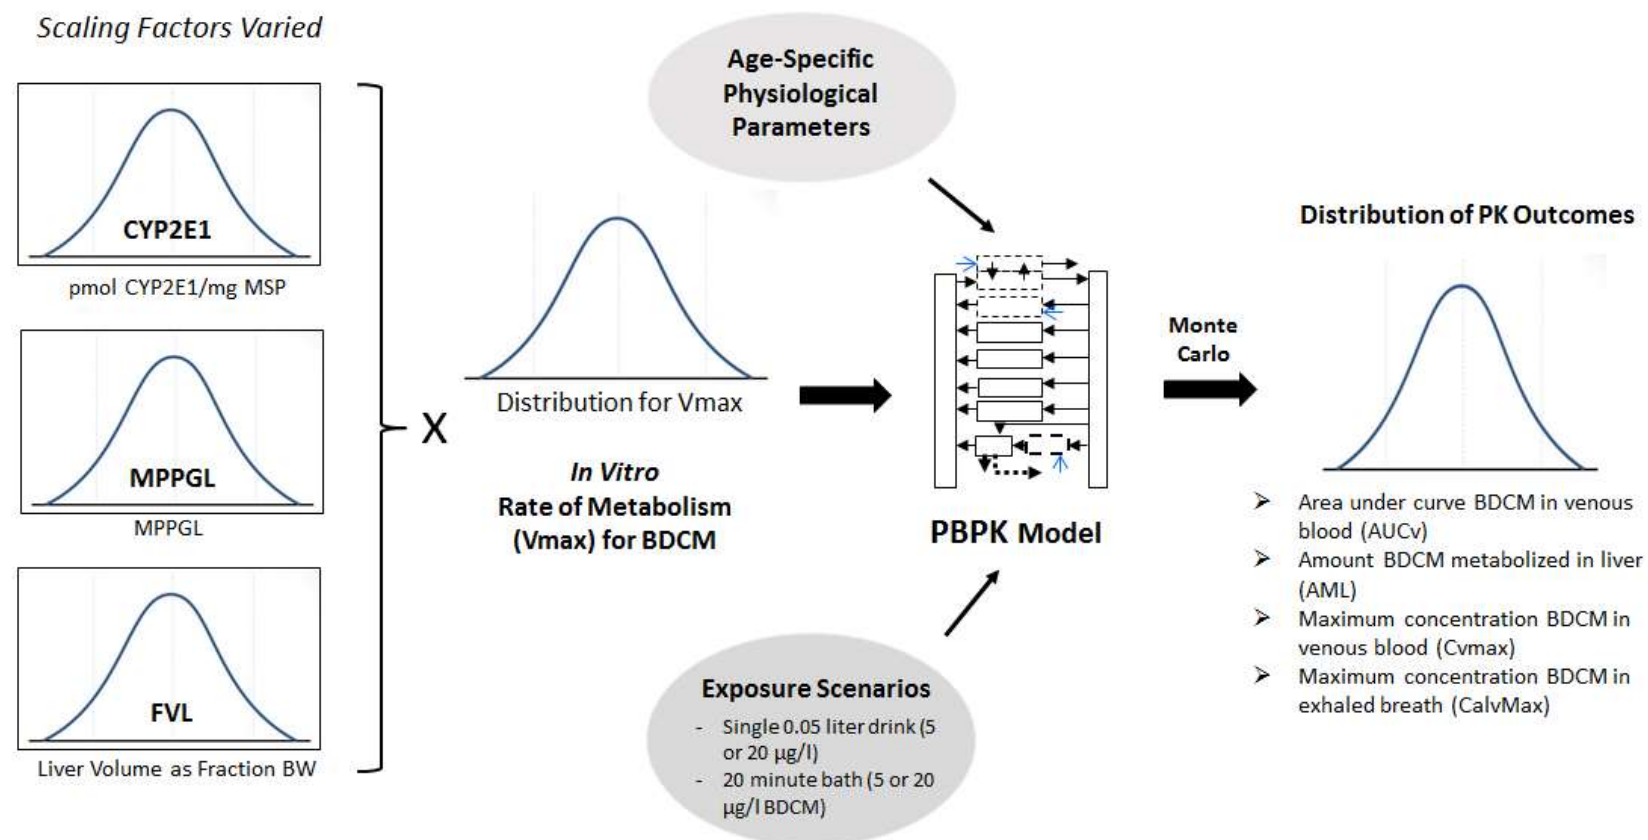 Scaling Factors Varied
CYP2E1
pmol CYP2E1/mg MSP
MPPGL
MPPGL
FVL
Liver Volume as Fraction BW
X
Distribution for Vmax
In Vitro
Rate of Metabolism
(Vmax) for BDCM
Age-Specific
Physiological
Parameters
PBPK Model
Exposure Scenarios
- Single 0.05 liter drink (5
or 20 µg/l)
- 20 minute bath (5 or 20
µg/l BDCM)
Monte
Carlo
Distribution of PK Outcomes
➢ Area under curve BDCM in venous
blood (AUCv)
➢ Amount BDCM metabolized in liver
(AML)
➢ Maximum concentration BDCM in
venous blood (Cvmax)
➢ Maximum concentration BDCM in
exhaled breath (CalvMax)